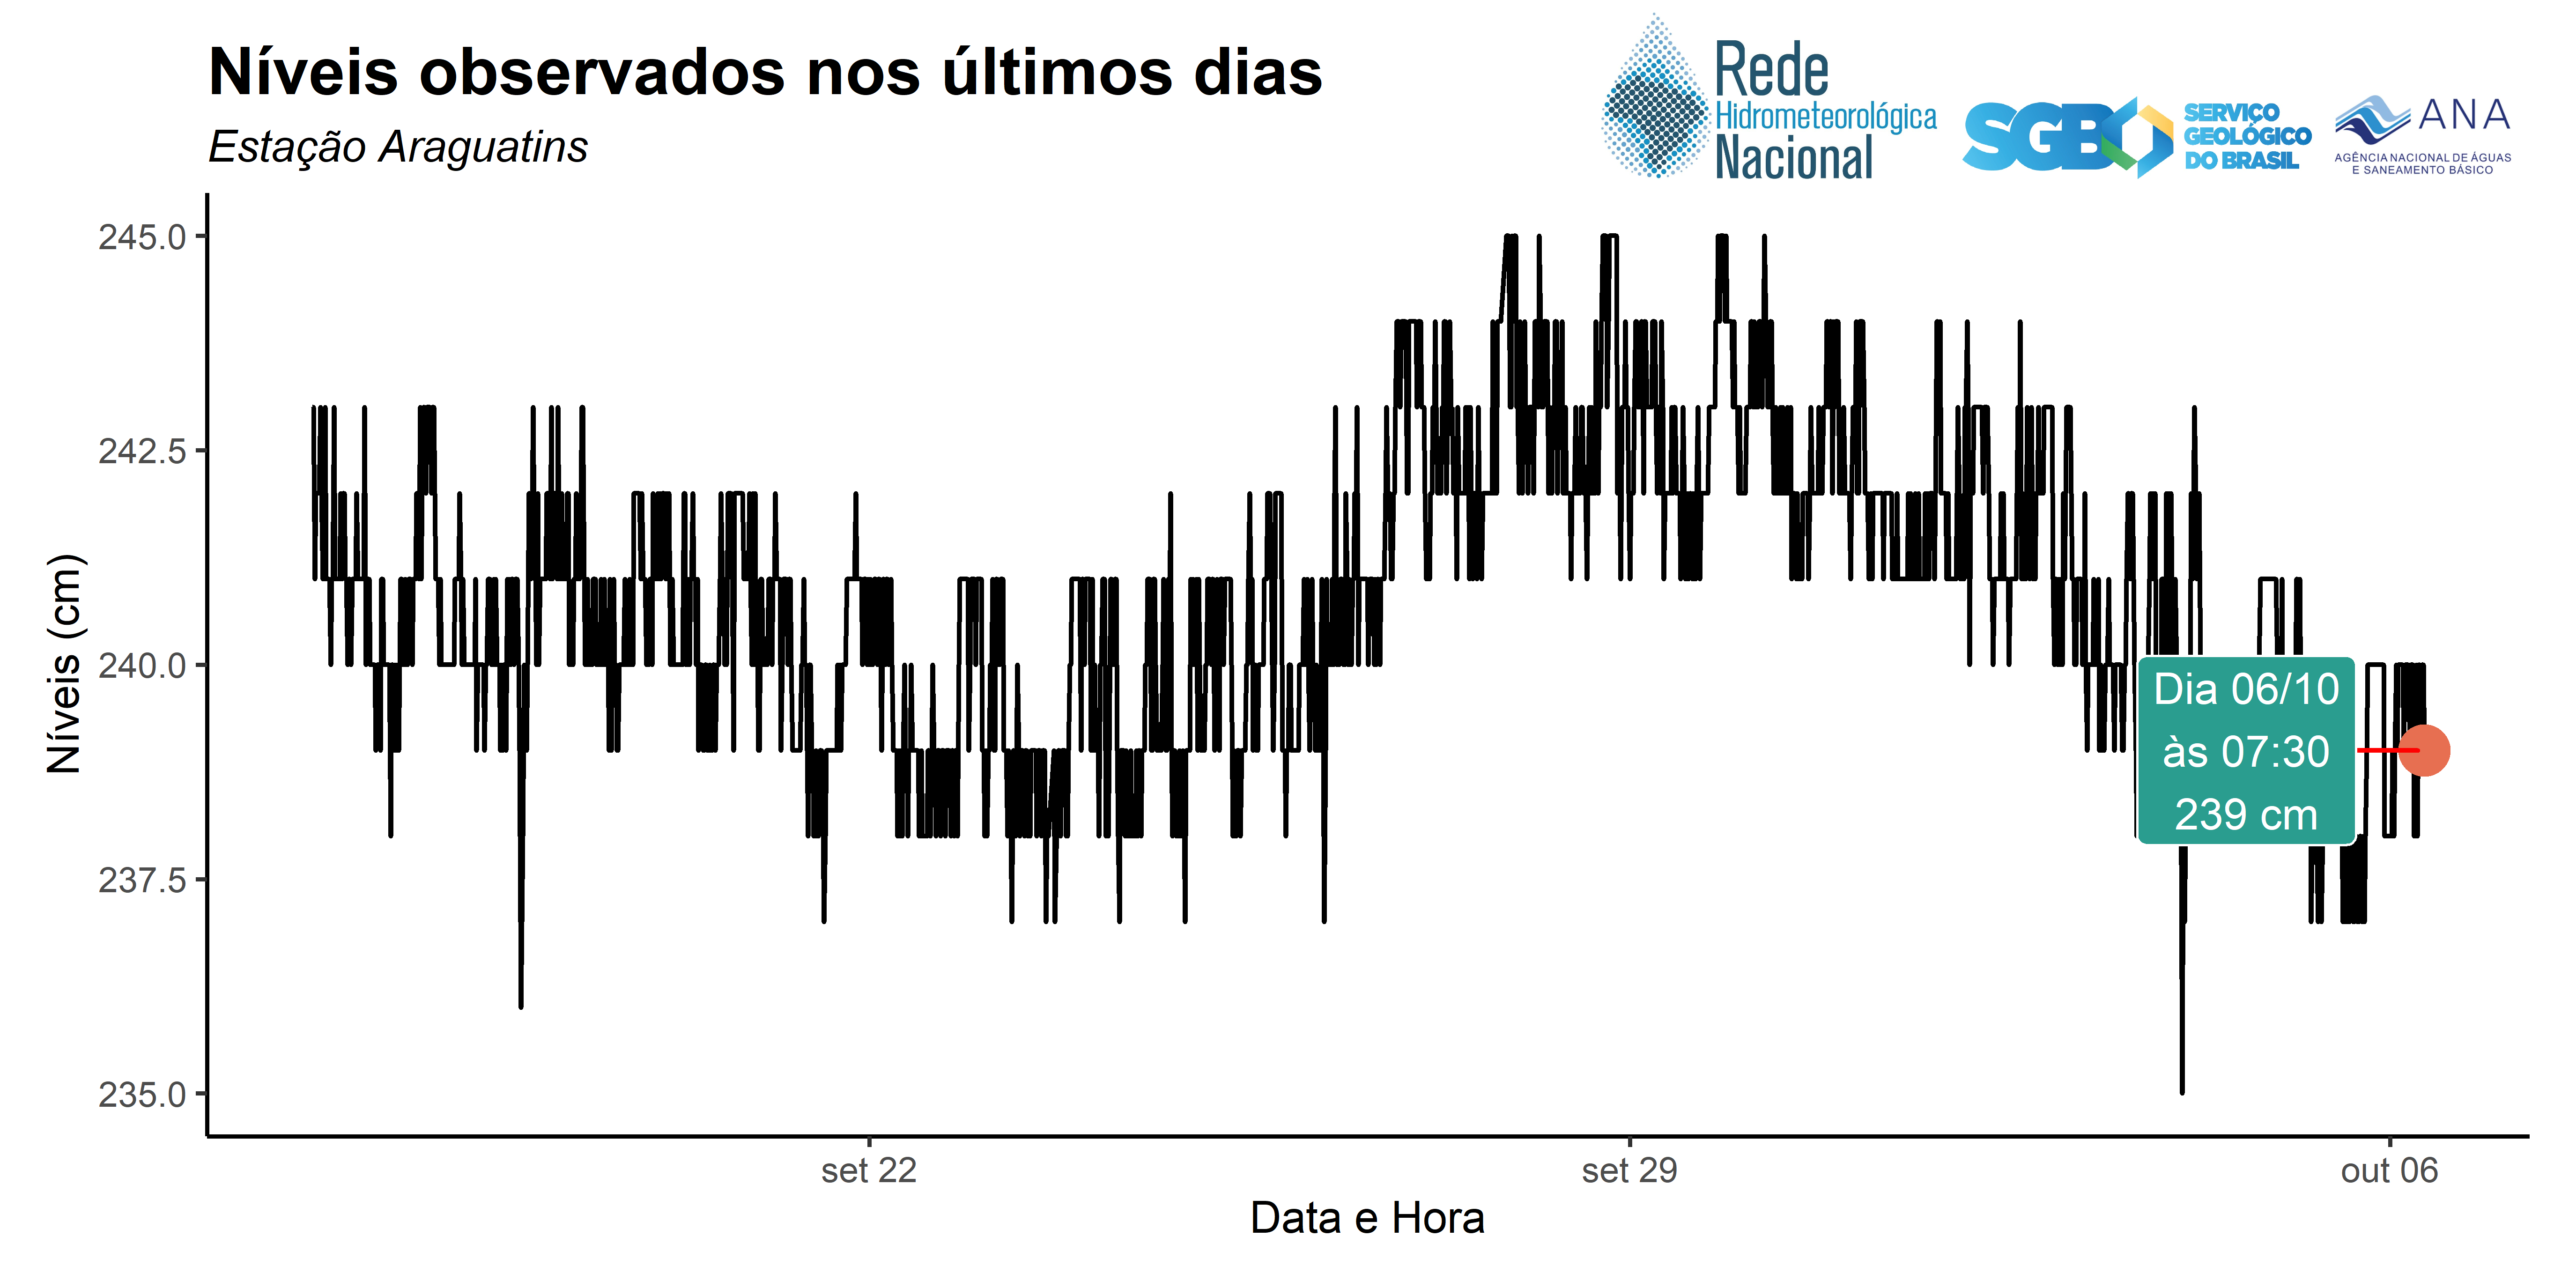 Níveis observados nos últimos dias
Estação Araguatins
Rede
Hidrometeorológica
Nacional
SGB
SERVIÇO
GEOLÓGICO
DO BRASIL
ANA
AGÊNCIA NACIONAL DE ÁGUAS
E SANEAMENTO BÁSICO
Níveis (cm)
245.0
242.5
240.0
237.5
235.0
Dia 06/10
às 07:30
239 cm
set 22
set 29
out 06
Data e Hora